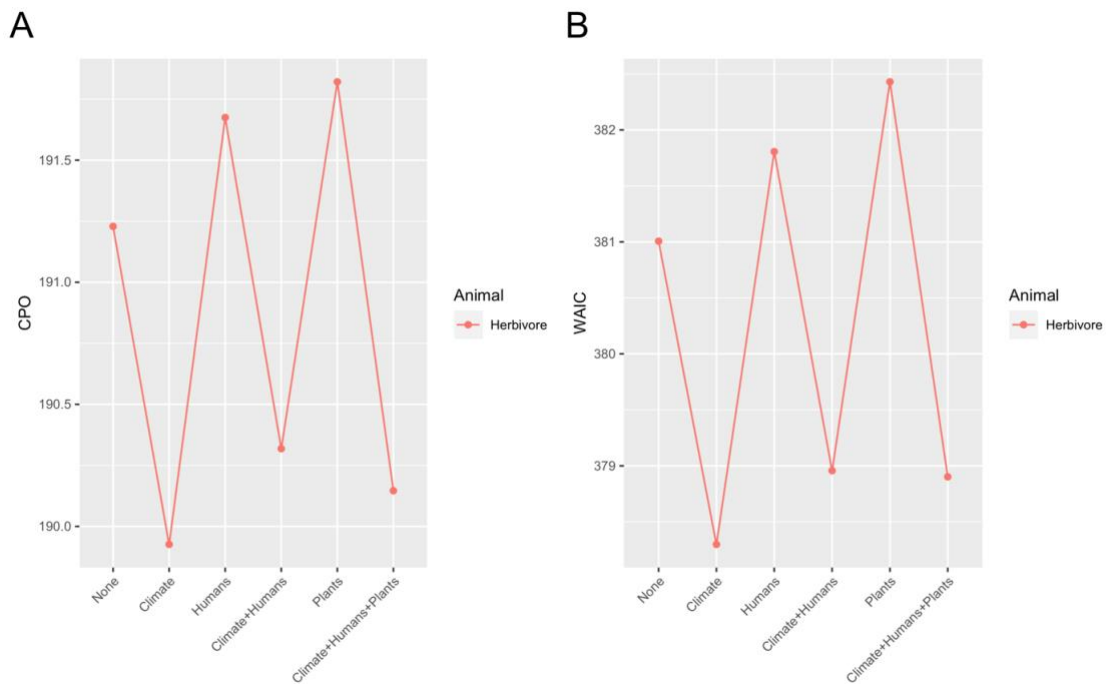 A
CPO
191.5
191.0
190.5
190.0
None
Climate
Humans
Climate+Humans
Plants
Climate+Humans+Plants
Animal
Herbivore
B
WAIC
382
381
380
379
None
Climate
Humans
Climate+Humans
Plants
Climate+Humans+Plants
Animal
Herbivore